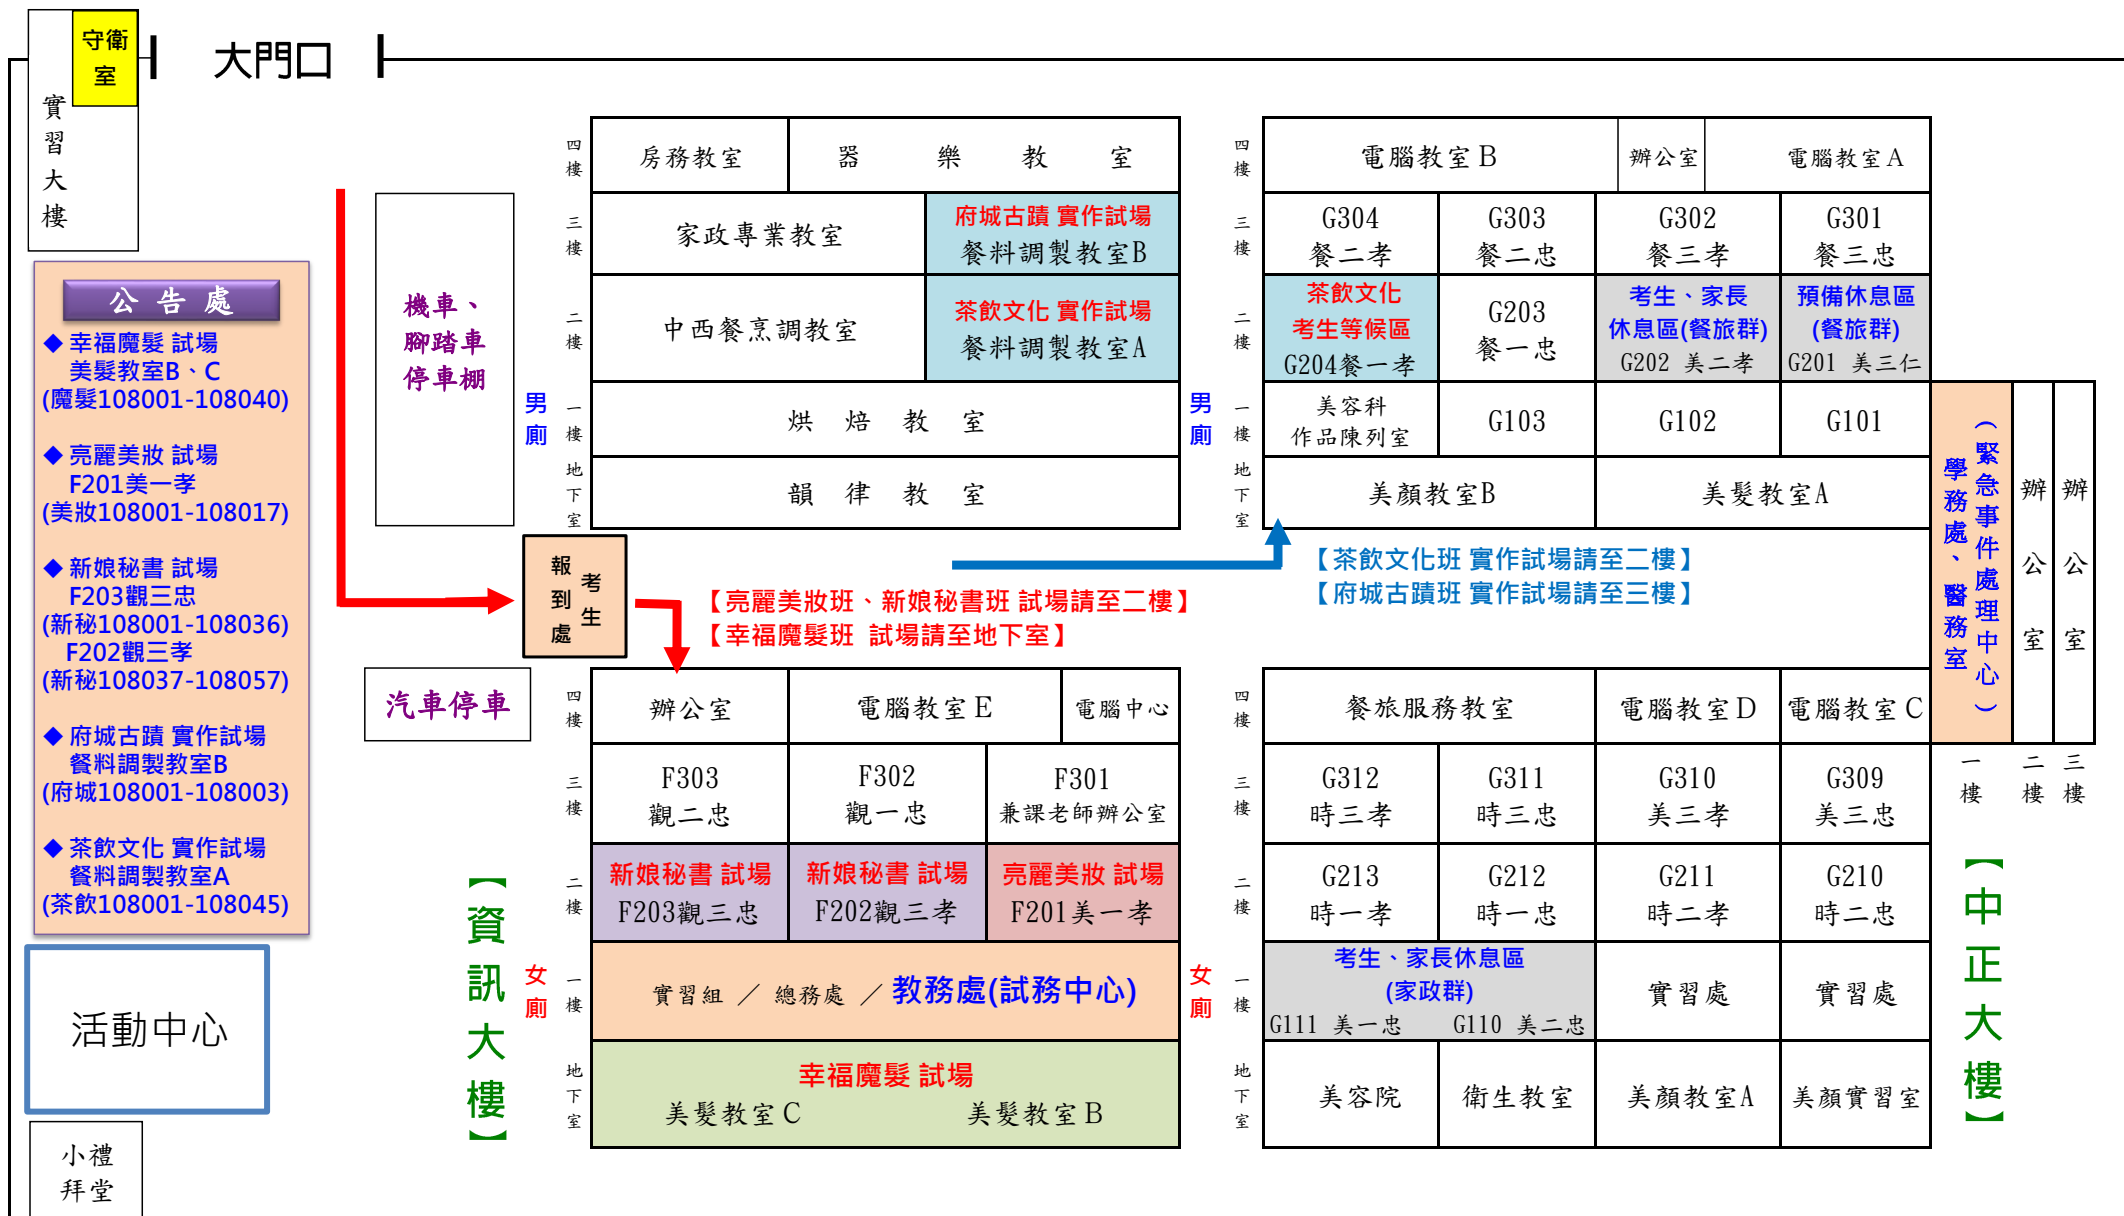 守衛
室
大門口
實
習
大
樓
公 告 處
◆ 幸福魔髮 試場
美髮教室B、C
(魔髮108001-108040)
◆ 亮麗美妝 試場
F201美一孝
(美妝108001-108017)
◆ 新娘秘書 試場
F203觀三忠
(新秘108001-108036)
F202觀三孝
(新秘108037-108057)
◆ 府城古蹟 實作試場
餐料調製教室B
(府城108001-108003)
◆ 茶飲文化 實作試場
餐料調製教室A
(茶飲108001-108045)
活動中心
小禮
拜堂
機車、
腳踏車
停車棚
四樓
房務教室
器 樂 教 室
三樓
家政專業教室
府城古蹟 實作試場
餐料調製教室B
二樓
中西餐烹調教室
茶飲文化 實作試場
餐料調製教室A
男廁
一樓
烘 焙 教 室
地下室
韻 律 教 室
四樓
電腦教室B
辦公室
電腦教室A
三樓
G304
餐二孝
G303
餐二忠
G302
餐三孝
G301
餐三忠
二樓
茶飲文化
考生等候區
G204餐一孝
G203
餐一忠
考生、家長
休息區(餐旅群)
G202 美二孝
預備休息區
(餐旅群)
G201 美三仁
男廁
一樓
美容科
作品陳列室
G103
G102
G101
地下室
美顏教室B
美髮教室A
(緊急事件處理中心)
學務處、醫務室
辦公室
辦公室
一樓
二樓
三樓
考生
報到處
【亮麗美妝班、新娘秘書班 試場請至二樓】
【幸福魔髮班 試場請至地下室】
【茶飲文化班 實作試場請至二樓】
【府城古蹟班 實作試場請至三樓】
汽車停車
【資訊大樓】
四樓
辦公室
電腦教室E
電腦中心
三樓
F303
觀二忠
F302
觀一忠
F301
兼課老師辦公室
二樓
新娘秘書 試場
F203觀三忠
新娘秘書 試場
F202觀三孝
亮麗美妝 試場
F201美一孝
女廁
一樓
實習組 ／ 總務處 ／ 教務處(試務中心)
地下室
幸福魔髮 試場
美髮教室C
美髮教室B
四樓
餐旅服務教室
電腦教室D
電腦教室C
三樓
G312
時三孝
G311
時三忠
G310
美三孝
G309
美三忠
二樓
G213
時一孝
G212
時一忠
G211
時二孝
G210
時二忠
女廁
一樓
考生、家長休息區
(家政群)
G111 美一忠
G110 美二忠
實習處
實習處
地下室
美容院
衛生教室
美顏教室A
美顏實習室
【中正大樓】